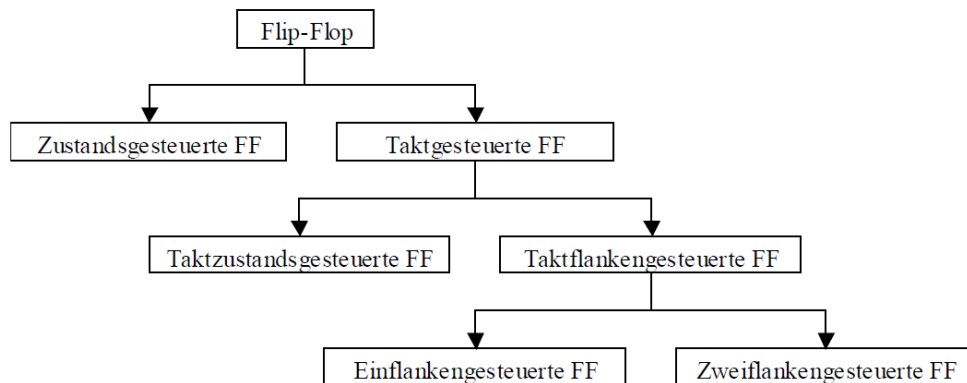 Flip-Flop
Zustandsgesteuerte FF
Taktgesteuerte FF
Taktzustandsgesteuerte FF
Taktflankengesteuerte FF
Einflankengesteuerte FF
Zweiflankengesteuerte FF